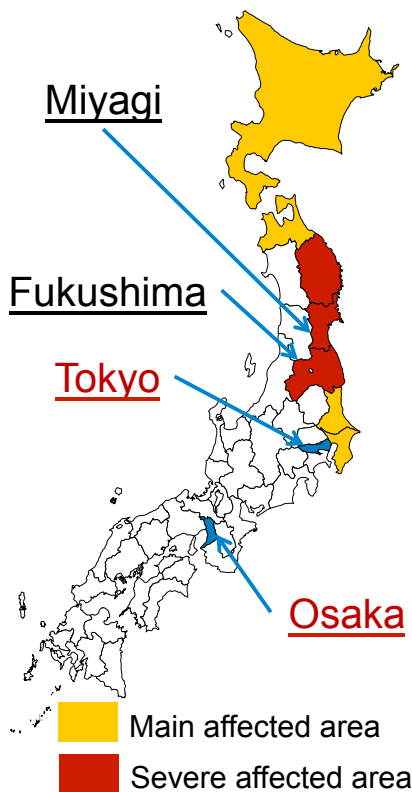 Miyagi
Fukushima
Tokyo
Osaka
Main affected area
Severe affected area